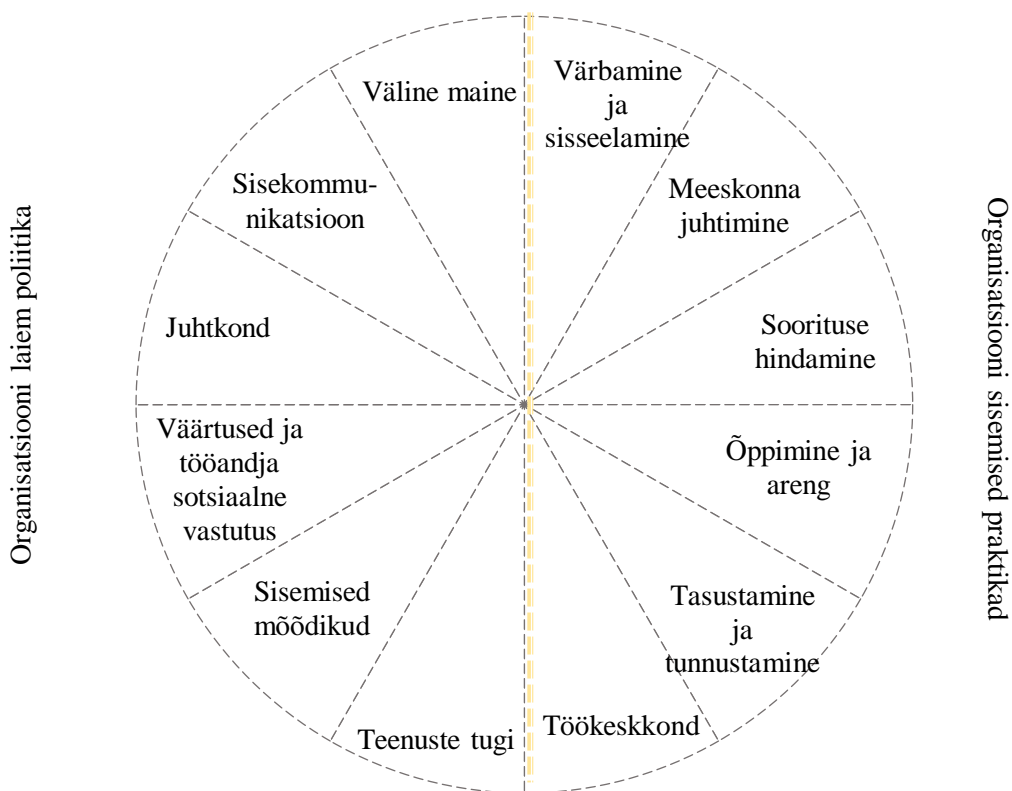 Väline maine
Värbamine
ja
sisseelamine
Sisekommu-
nikatsioon
Meeskonna
juhtimine
Juhtkond
Soorituse
hindamine
Väärtused ja
tööandja
sotsiaalne
vastutus
Õppimine ja
areng
Sisemised
mõõdikud
Tasustamine
ja
tunnustamine
Teenuste tugi
Töökeskkond
Organisatsiooni laiem poliitika
Organisatsiooni sisemised praktikad